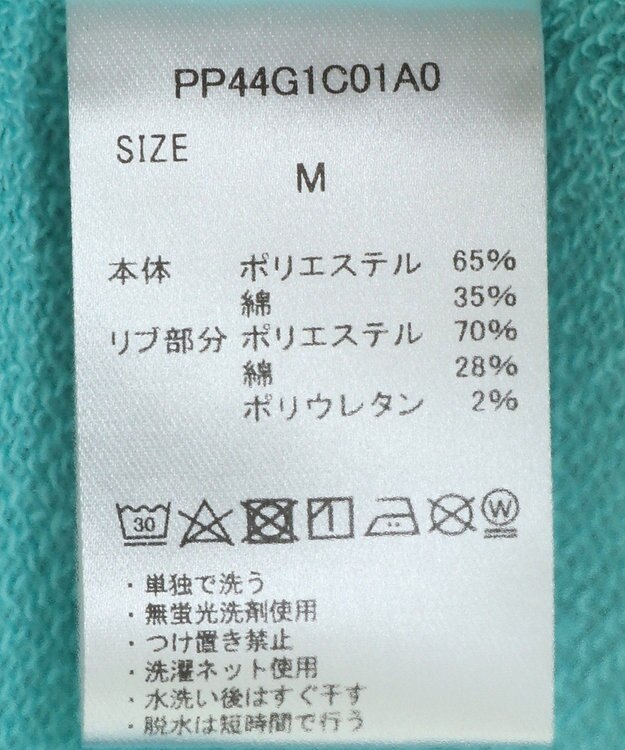 PP44G1C01A0
SIZE
M
本体 ポリエステル 65%
綿 35%
リブ部分 ポリエステル 70%
綿 28%
ポリウレタン 2%
30 W
・単独で洗う
・無蛍光洗剤使用
・つけ置き禁止
・洗濯ネット使用
・水洗い後はすぐ干す
・脱水は短時間で行う